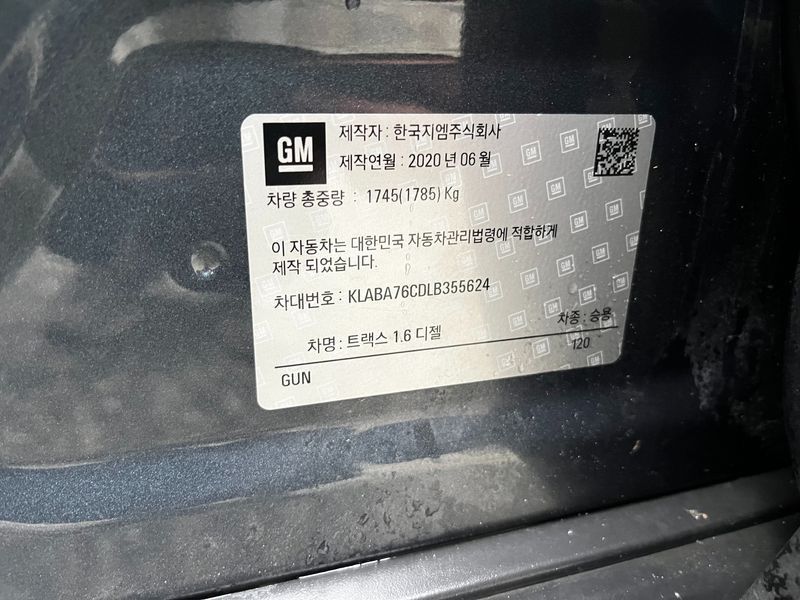 GM
제작자 : 한국지엠주식회사
제작연월 : 2020 년 06 월
차량 총중량 : 1745(1785) Kg
이 자동차는 대한민국 자동차관리법령에 적합하게
제작 되었습니다.
차대번호 : KLABA76CDLB355624
차명 : 트랙스 1.6 디젤 차종 : 승용
GUN I20